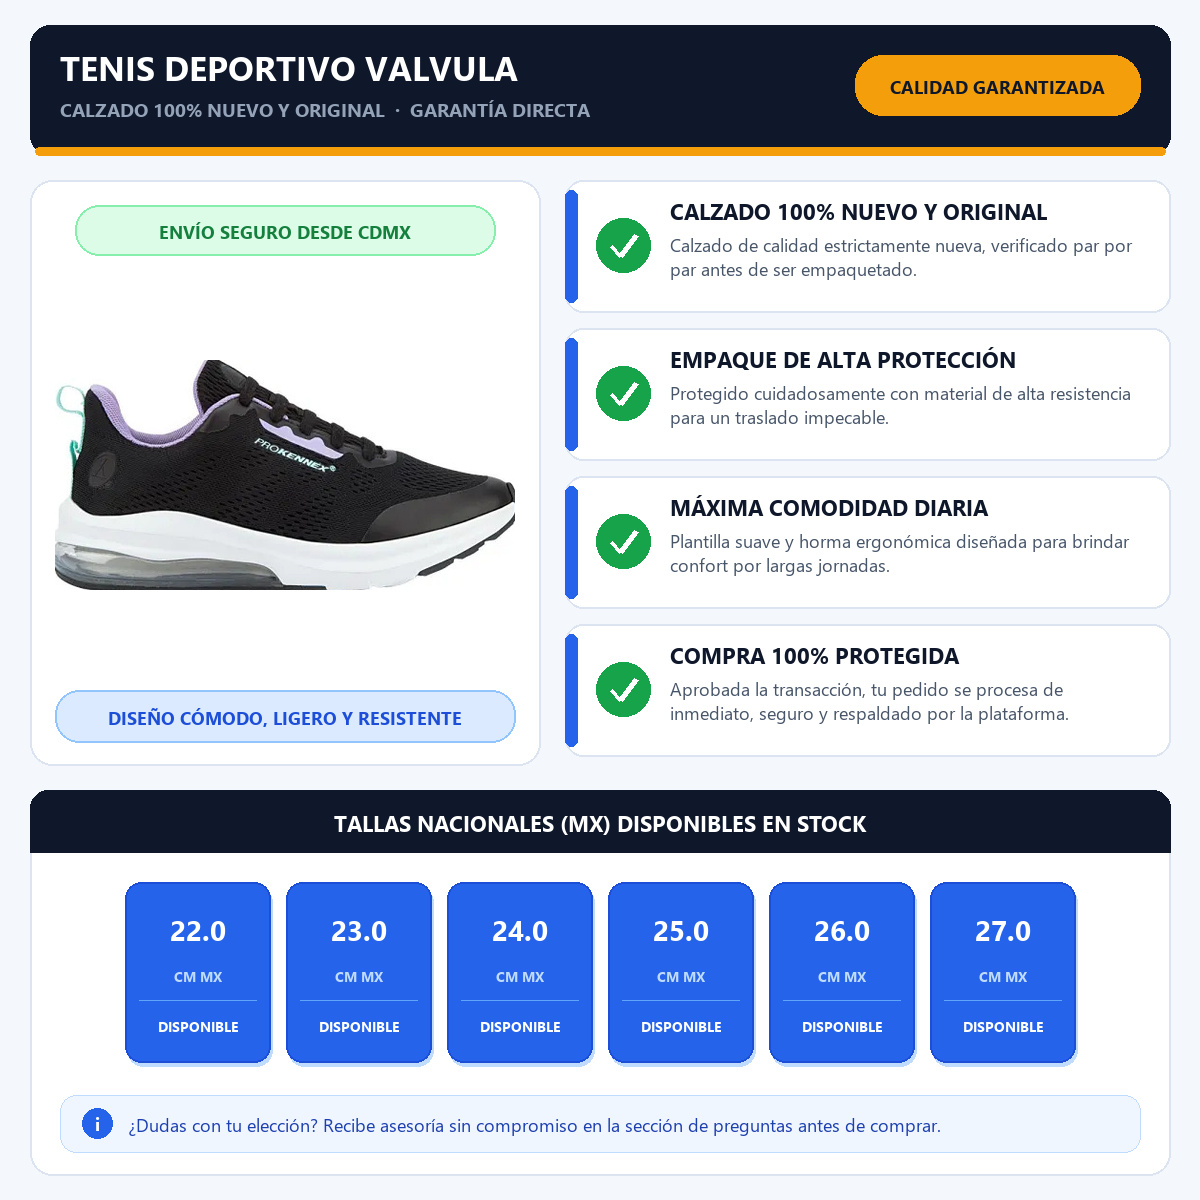 TENIS DEPORTIVO VALVULA
CALZADO 100% NUEVO Y ORIGINAL · GARANTÍA DIRECTA
CALIDAD GARANTIZADA
ENVÍO SEGURO DESDE CDMX
PROKENNEX®
DISEÑO CÓMODO, LIGERO Y RESISTENTE
CALZADO 100% NUEVO Y ORIGINAL
Calzado de calidad estrictamente nueva, verificado par por
par antes de ser empaquetado.
EMPAQUE DE ALTA PROTECCIÓN
Protegido cuidadosamente con material de alta resistencia
para un traslado impecable.
MÁXIMA COMODIDAD DIARIA
Plantilla suave y horma ergonómica diseñada para brindar
confort por largas jornadas.
COMPRA 100% PROTEGIDA
Aprobada la transacción, tu pedido se procesa de
inmediato, seguro y respaldado por la plataforma.
TALLAS NACIONALES (MX) DISPONIBLES EN STOCK
22.0 23.0 24.0 25.0 26.0 27.0
CM MX CM MX CM MX CM MX CM MX CM MX
DISPONIBLE DISPONIBLE DISPONIBLE DISPONIBLE DISPONIBLE DISPONIBLE
i ¿Dudas con tu elección? Recibe asesoría sin compromiso en la sección de preguntas antes de comprar.